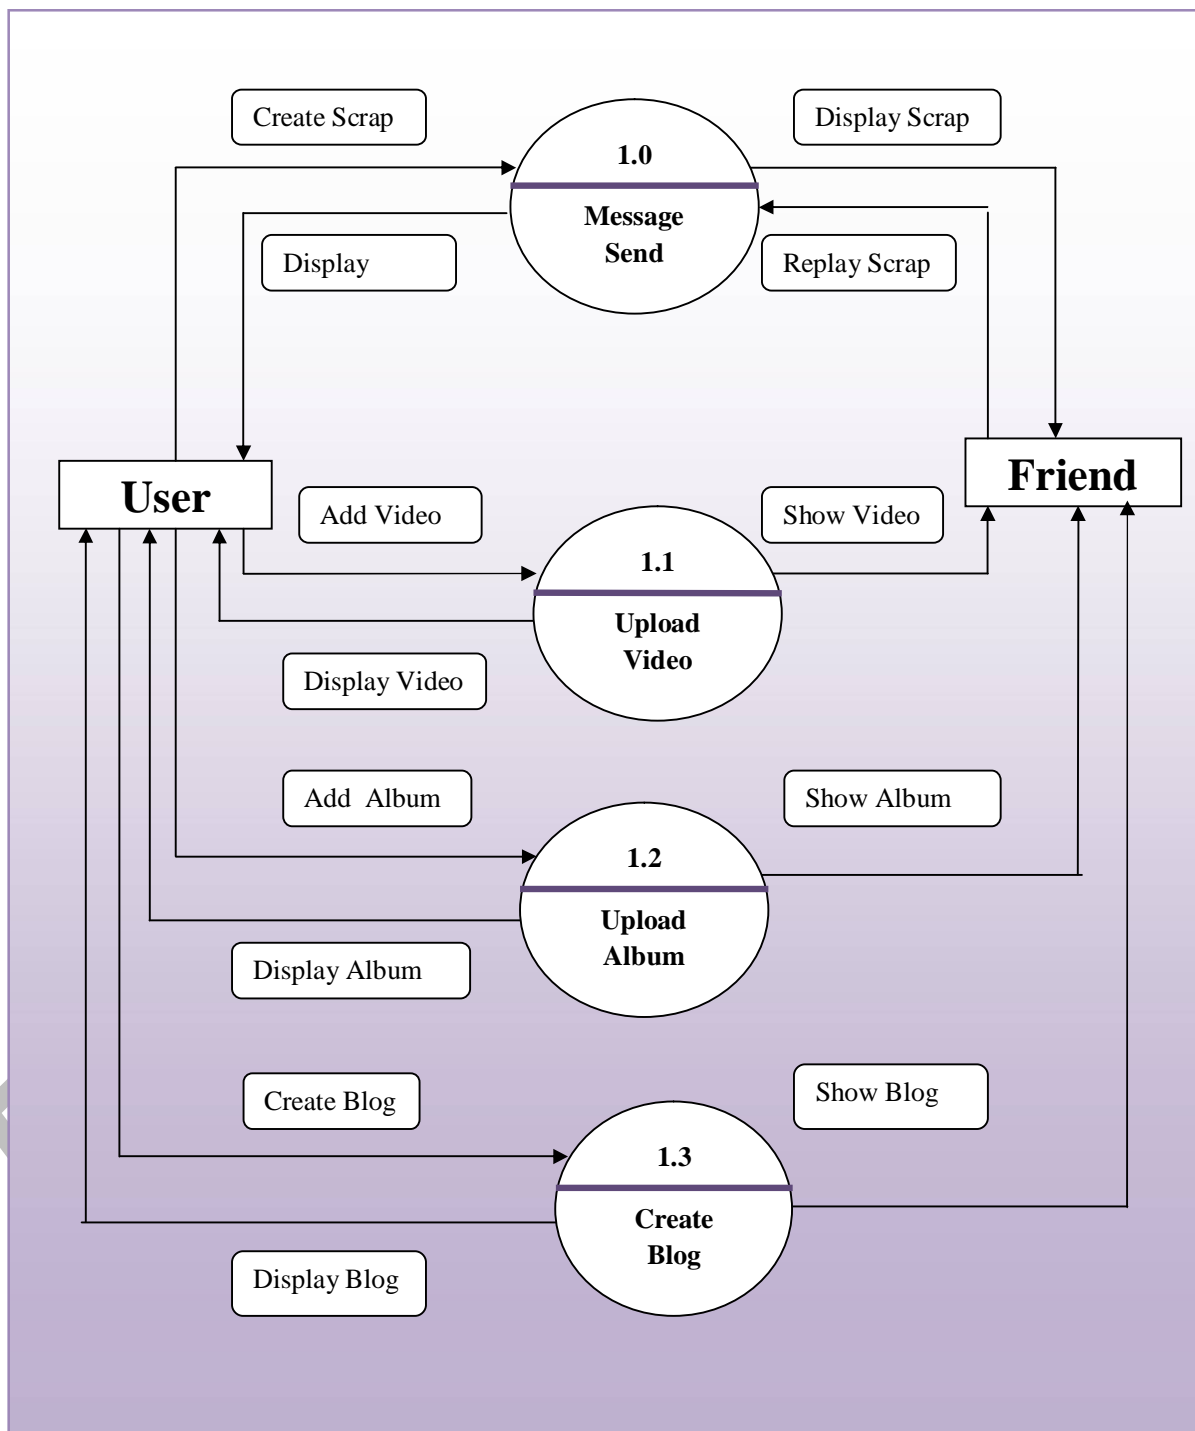 Create Scrap
1.0
Display Scrap
Message
Send
Display
Replay Scrap
User
Friend
Add Video
Show Video
1.1
Upload
Video
Display Video
Add Album
Show Album
1.2
Upload
Album
Display Album
Create Blog
Show Blog
1.3
Create
Blog
Display Blog